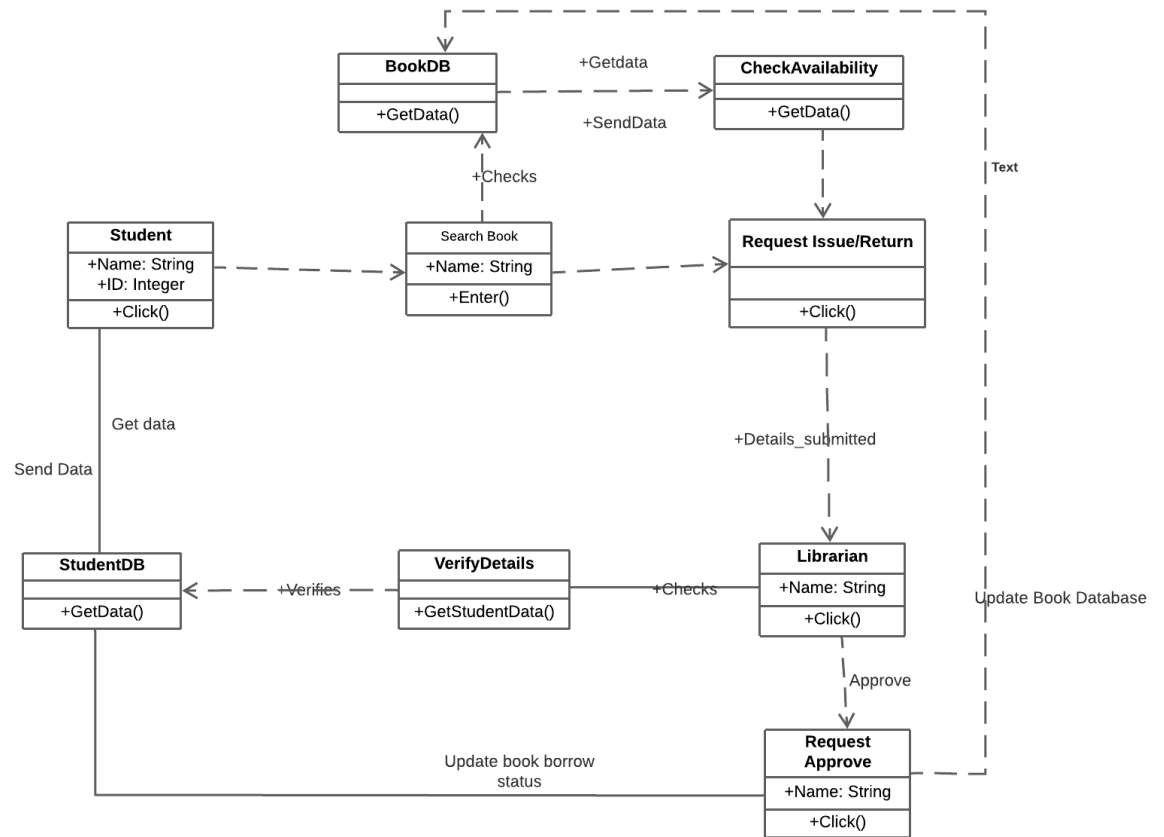 BookDB
+GetData()
+Getdata
+SendData
CheckAvailability
+GetData()
Text
+Checks
Student
+Name: String
+ID: Integer
+Click()
Search Book
+Name: String
+Enter()
Request Issue/Return
+Click()
Get data
Send Data
+Details_submitted
StudentDB
+GetData()
+Verifies
VerifyDetails
+GetStudentData()
+Checks
Librarian
+Name: String
+Click()
Update Book Database
Approve
Request
Approve
+Name: String
+Click()
Update book borrow
status